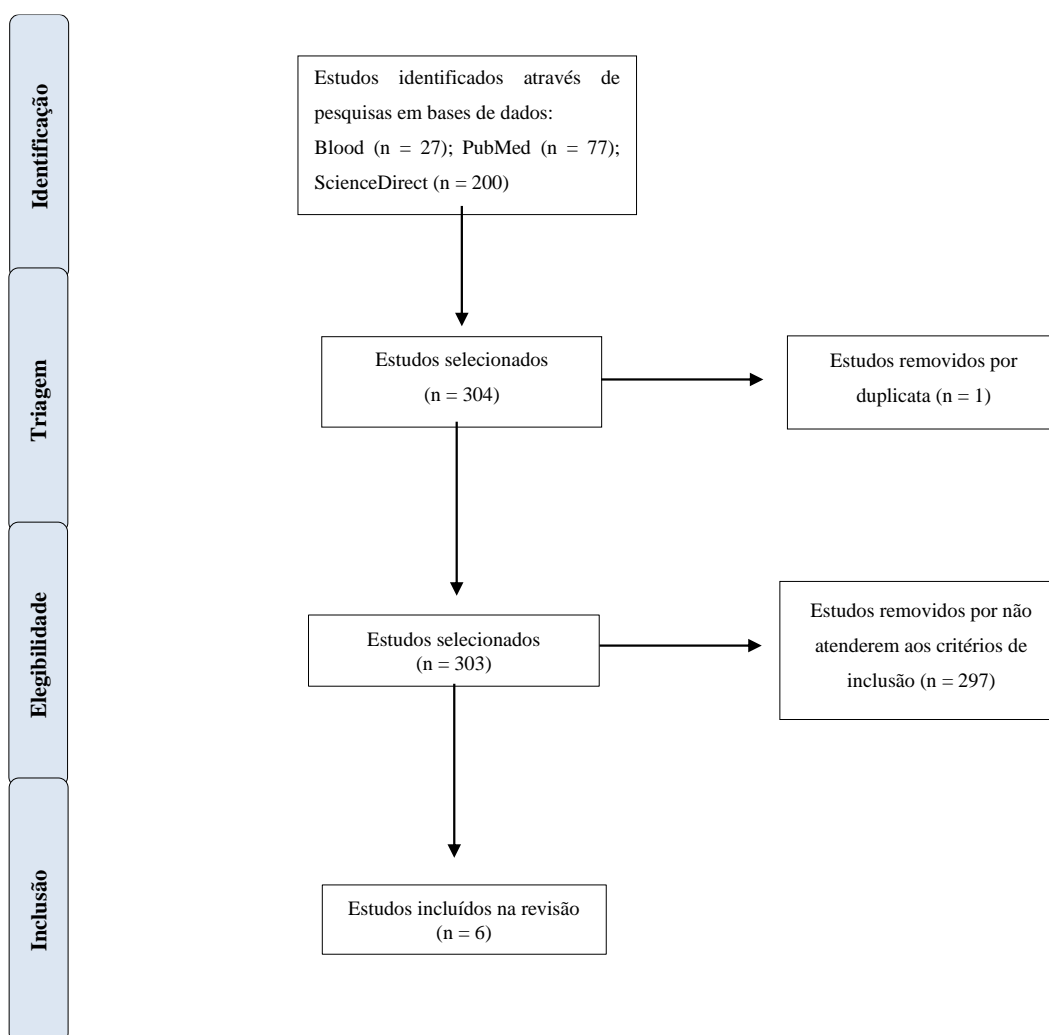 Identificação
Estudos identificados através de
pesquisas em bases de dados:
Blood (n = 27); PubMed (n = 77);
ScienceDirect (n = 200)
Triagem
Estudos selecionados
(n = 304)
Estudos removidos por
duplicata (n = 1)
Elegibilidade
Estudos selecionados
(n = 303)
Estudos removidos por não
atenderem aos critérios de
inclusão (n = 297)
Inclusão
Estudos incluídos na revisão
(n = 6)